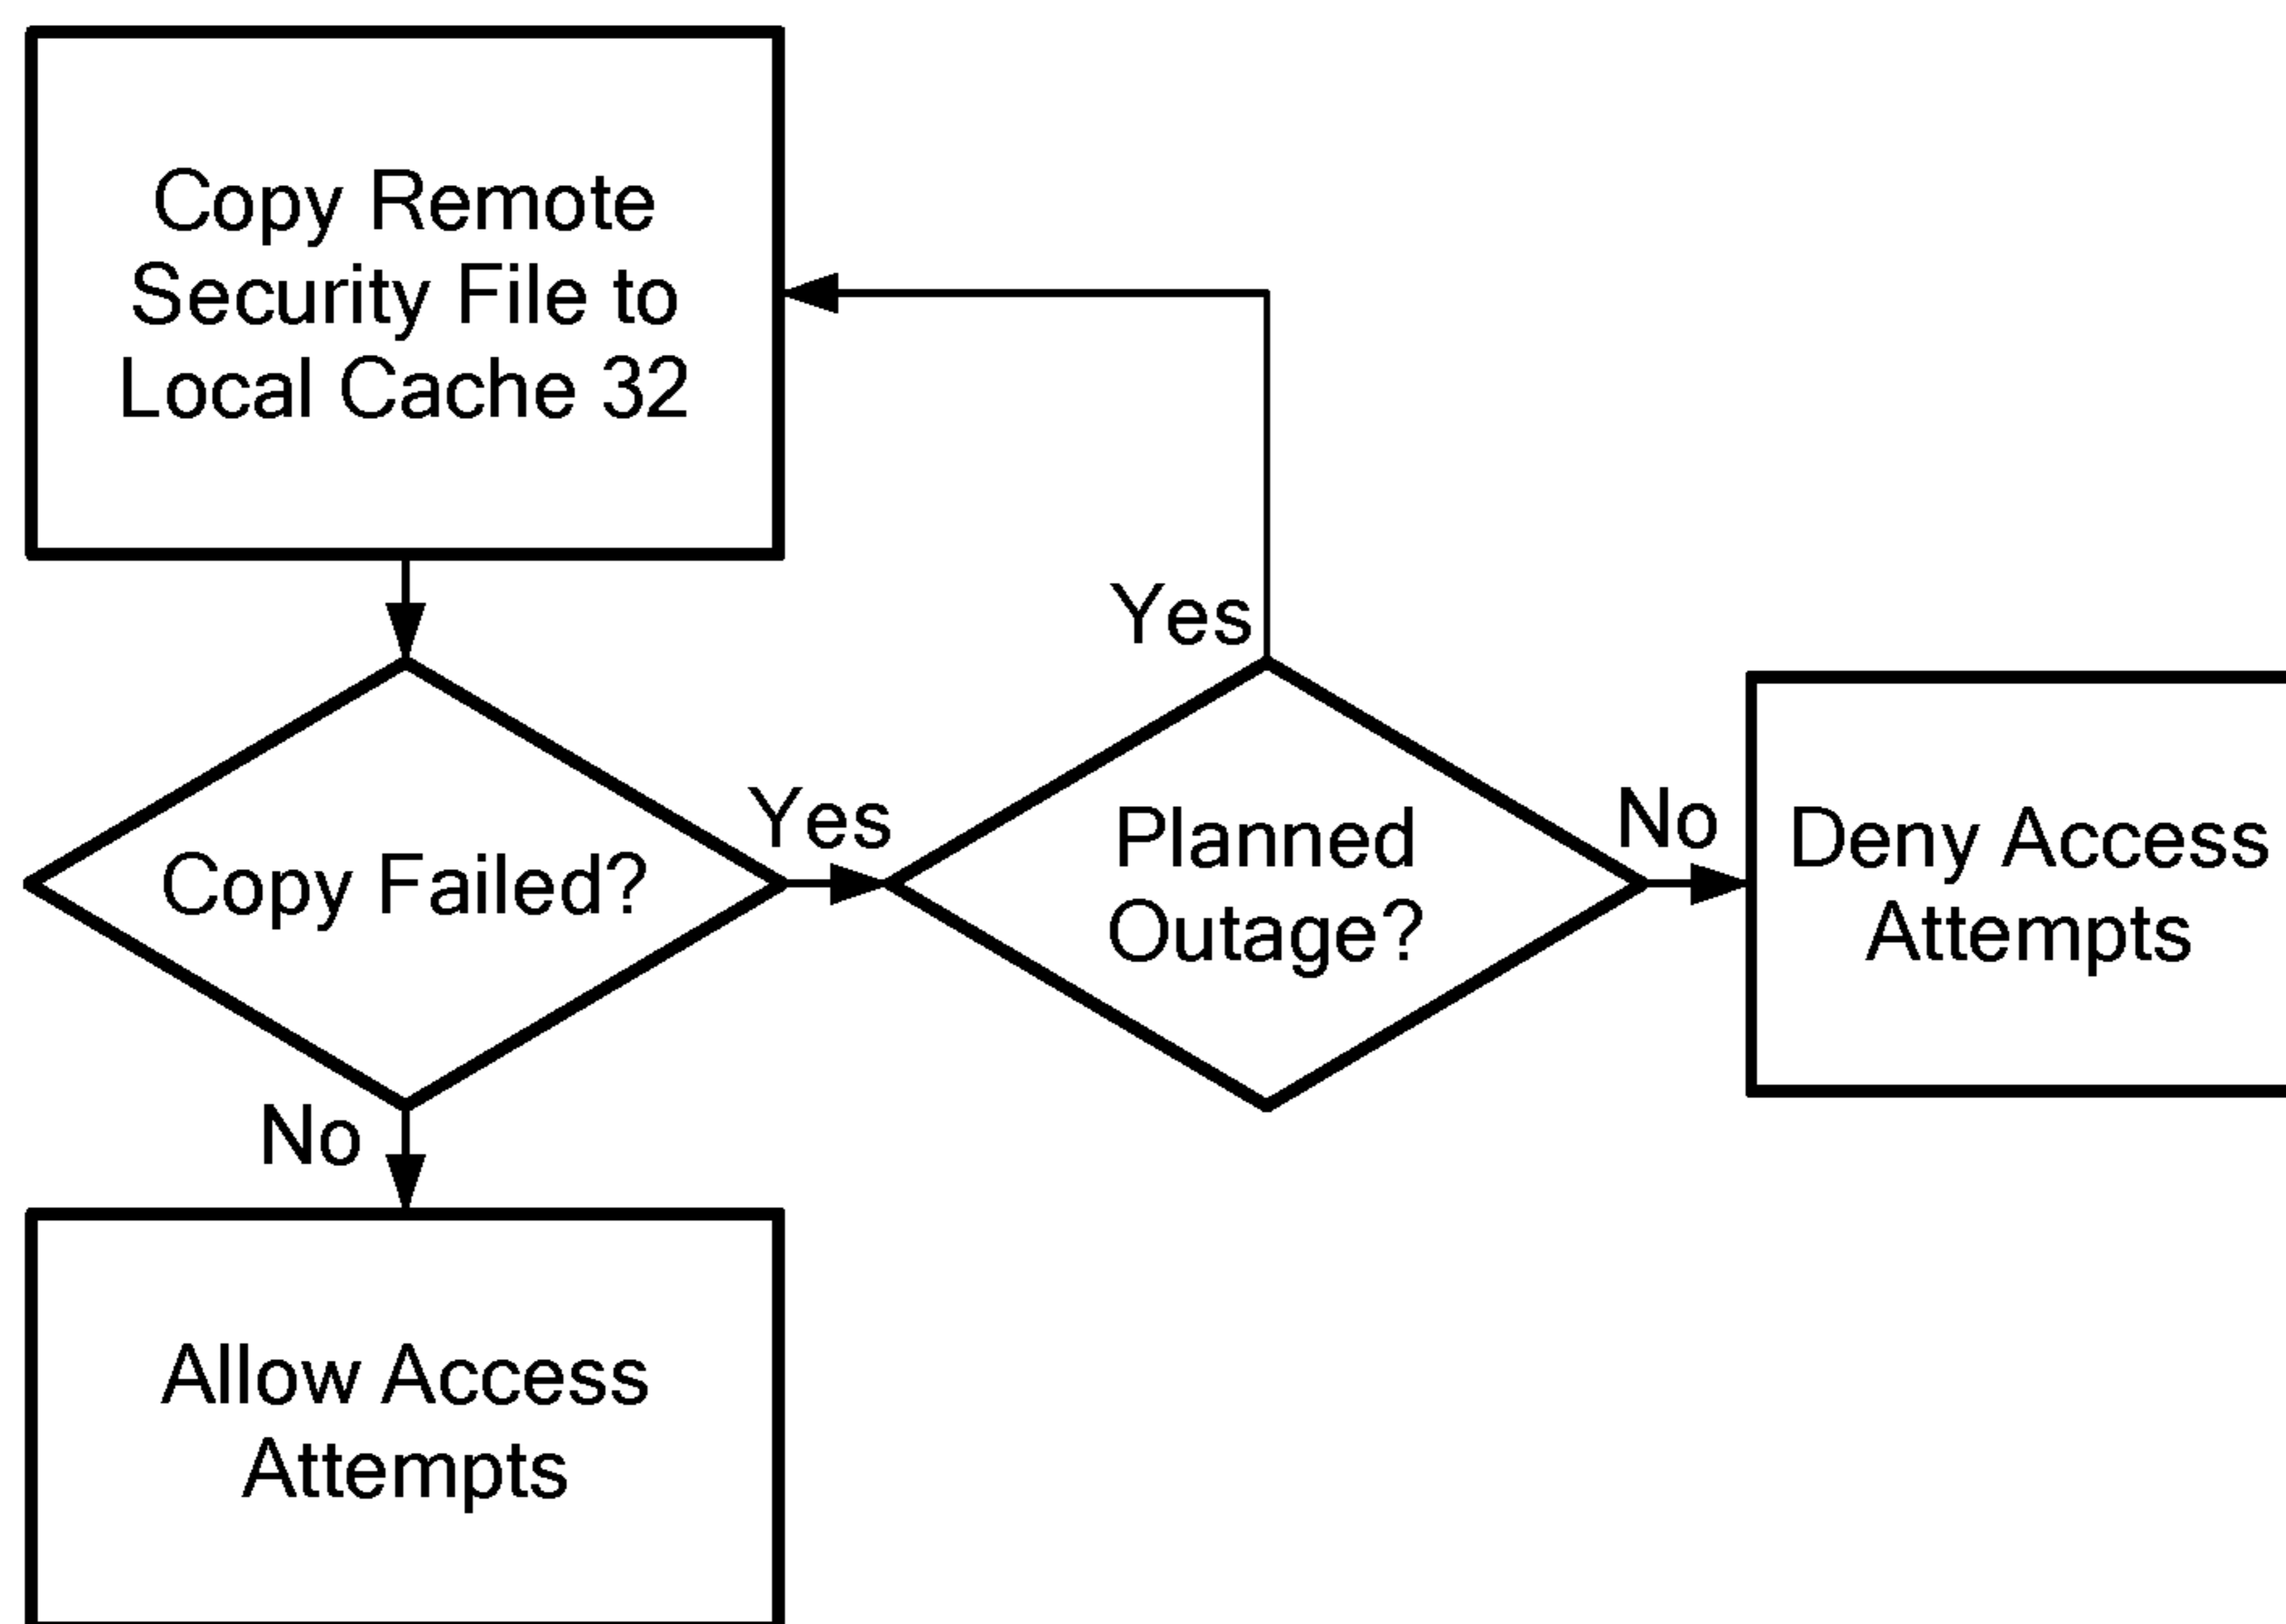 Copy Remote
Security File to
Local Cache 32
Yes
Copy Failed?
Yes
Planned
Outage?
No
Deny Access
Attempts
No
Allow Access
Attempts